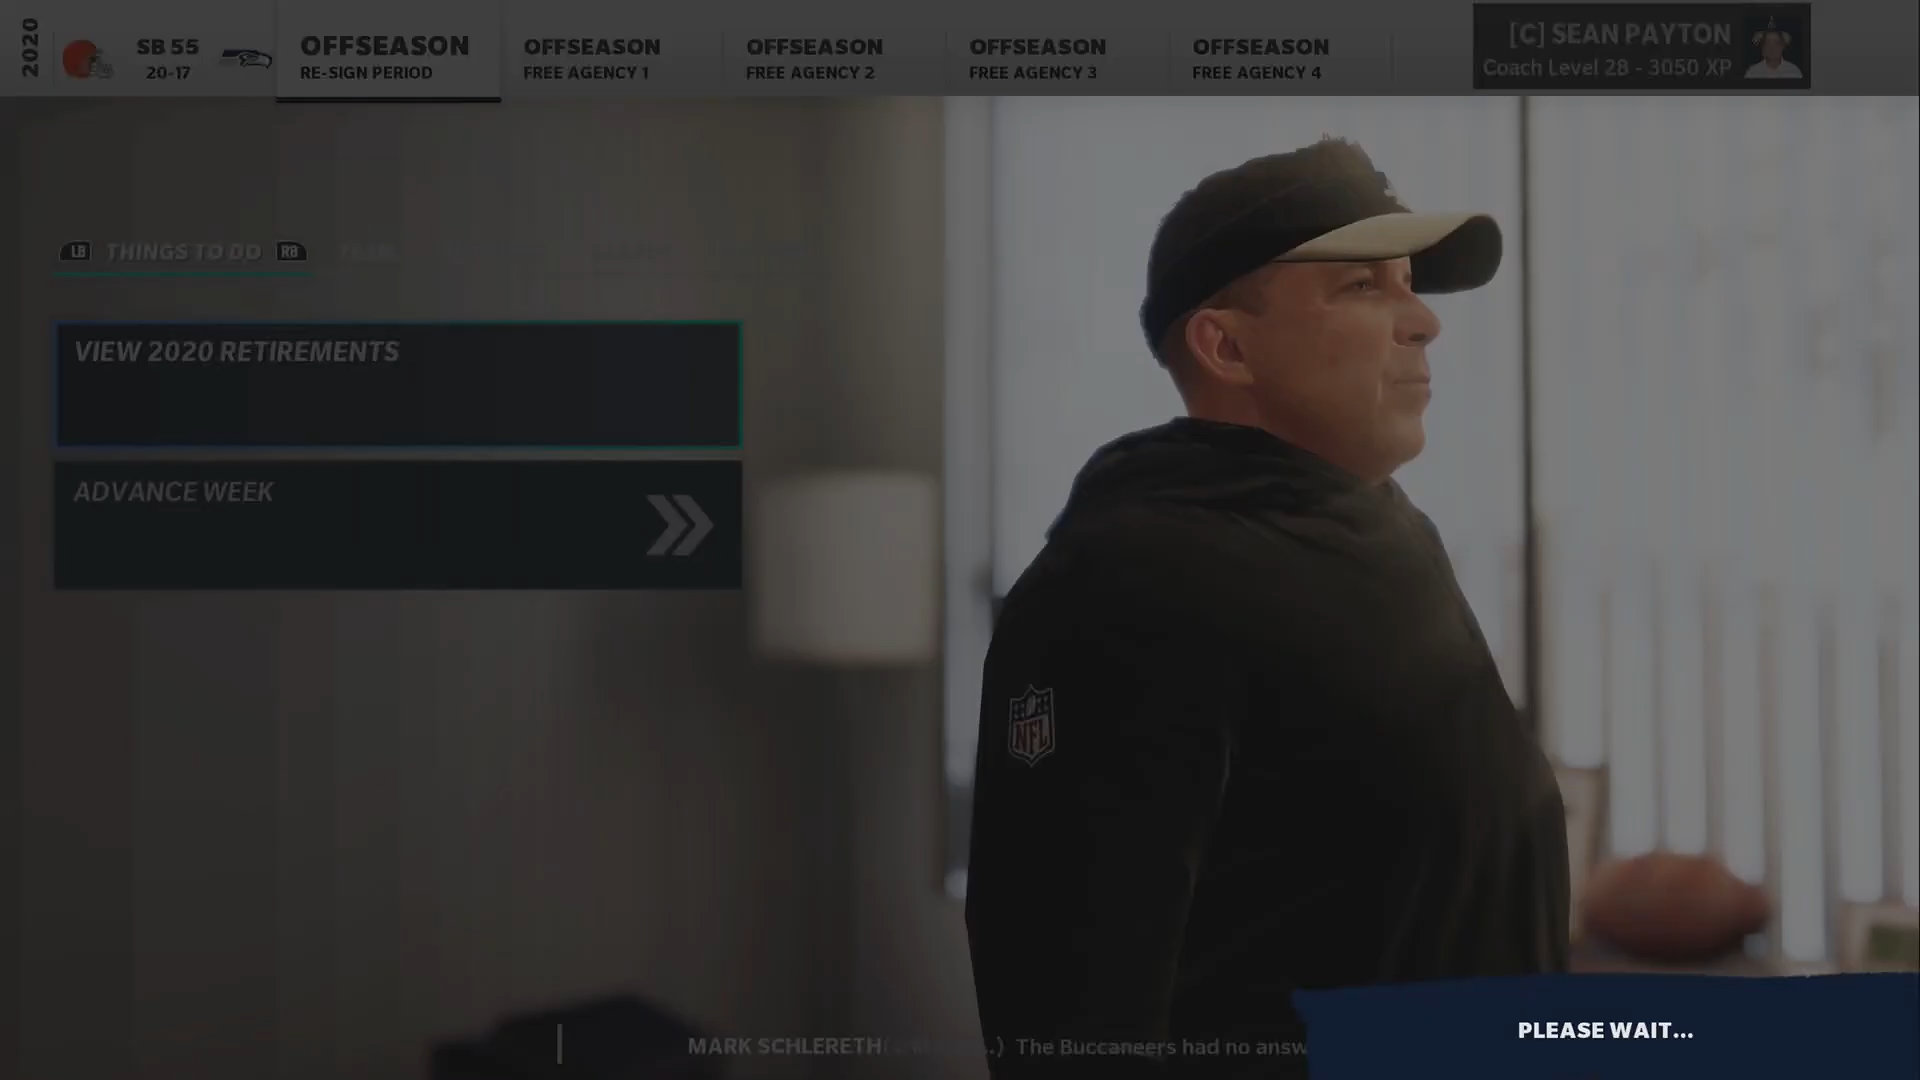 2020
SB 55
20-17
OFFSEASON
RE-SIGN PERIOD
OFFSEASON
FREE AGENCY 1
OFFSEASON
FREE AGENCY 2
OFFSEASON
FREE AGENCY 3
OFFSEASON
FREE AGENCY 4
[C] SEAN PAYTON
Coach Level 28 - 3050 XP
LB THINGS TO DO RB TEAM
VIEW 2020 RETIREMENTS
ADVANCE WEEK
NFL
MARK SCHLERETH The Buccaneers had no answ
PLEASE WAIT...